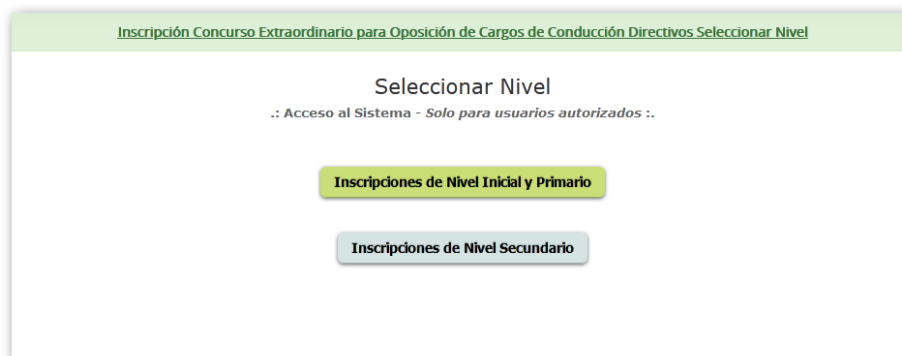 Inscripción Concurso Extraordinario para Oposición de Cargos de Conducción Directivos Seleccionar Nivel
Seleccionar Nivel
.: Acceso al Sistema - Solo para usuarios autorizados :.
Inscripciones de Nivel Inicial y Primario
Inscripciones de Nivel Secundario